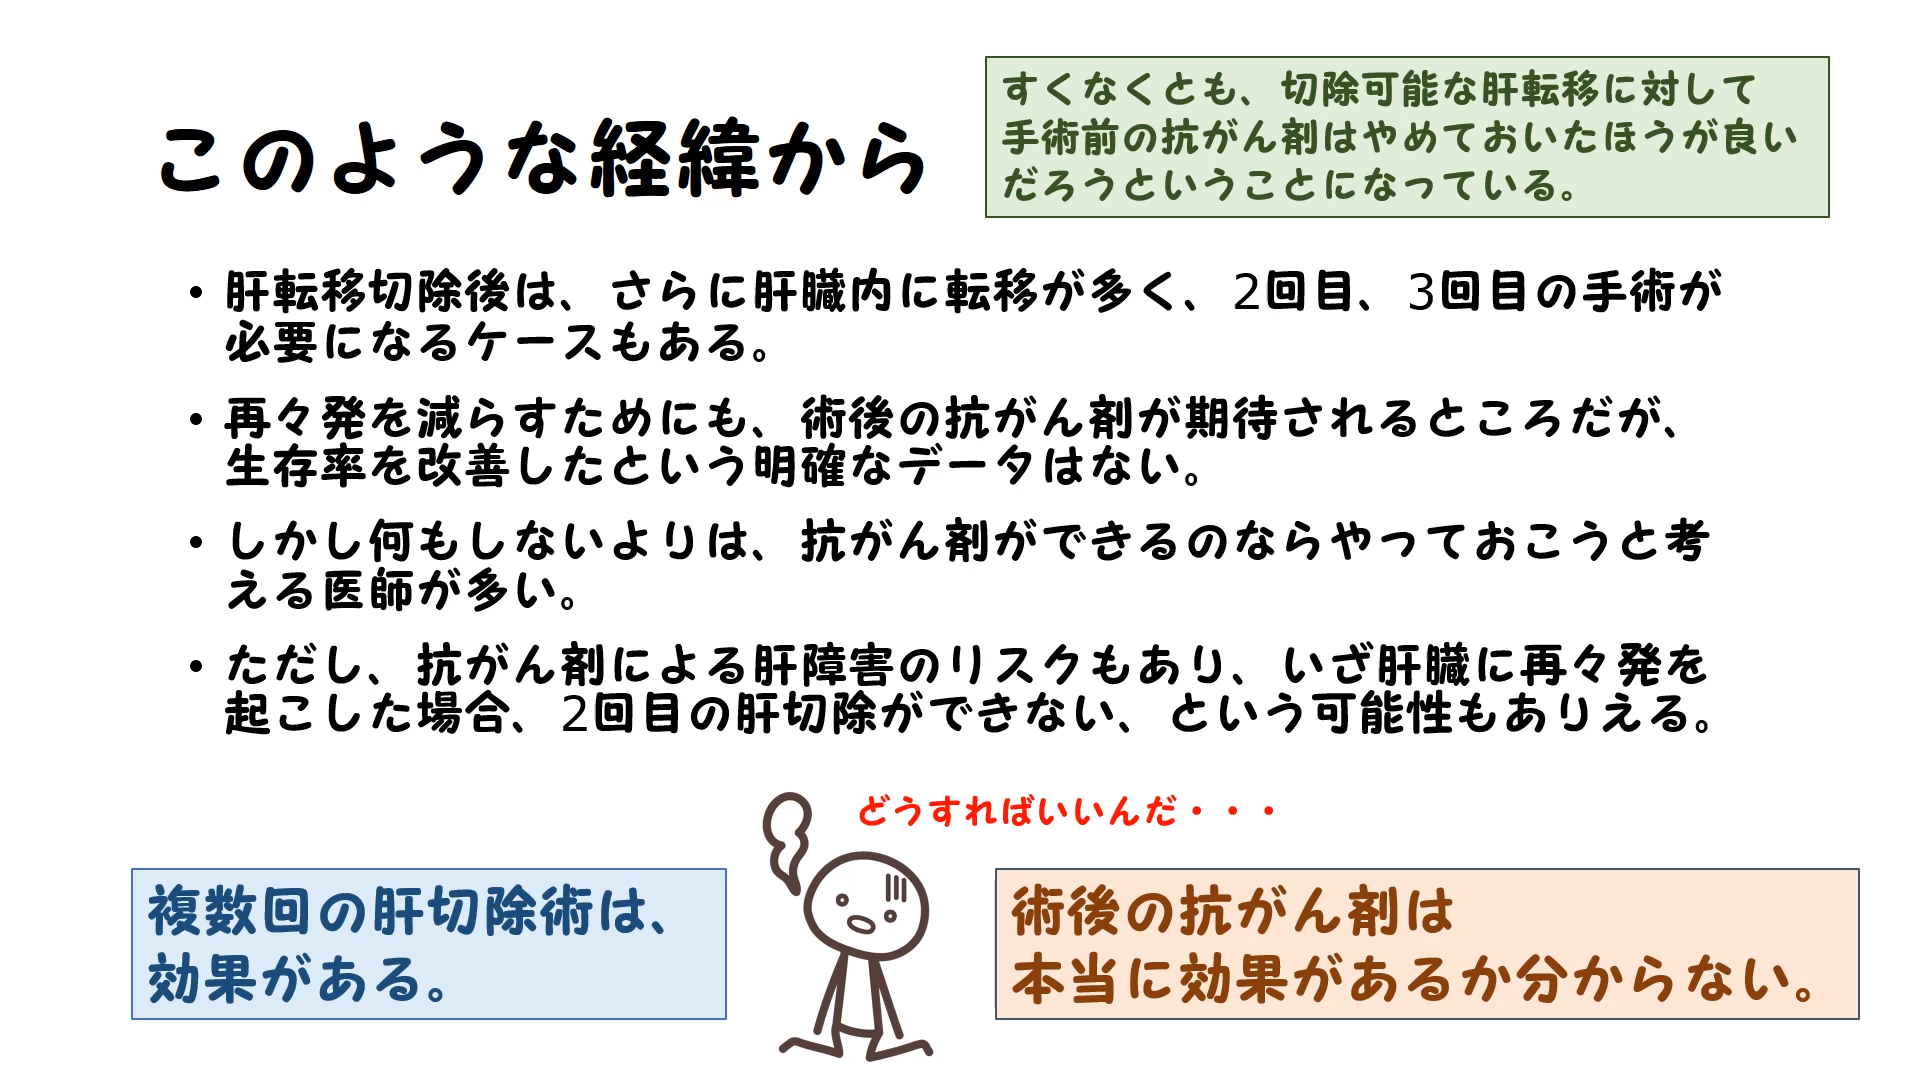 このような経緯から
すくなくとも、切除可能な肝転移に対して
手術前の抗がん剤はやめておいたほうが良い
だろうということになっている。
• 肝転移切除後は、さらに肝臓内に転移が多く、2回目、3回目の手術が
必要になるケースもある。
• 再々発を減らすためにも、術後の抗がん剤が期待されるところだが、
生存率を改善したという明確なデータはない。
• しかし何もしないよりは、抗がん剤ができるのならやっておこうと考
える医師が多い。
• ただし、抗がん剤による肝障害のリスクもあり、いざ肝臓に再々発を
起こした場合、2回目の肝切除ができない、という可能性もありえる。
どうすればいいんだ・・・
複数回の肝切除術は、
効果がある。
術後の抗がん剤は
本当に効果があるか分からない。